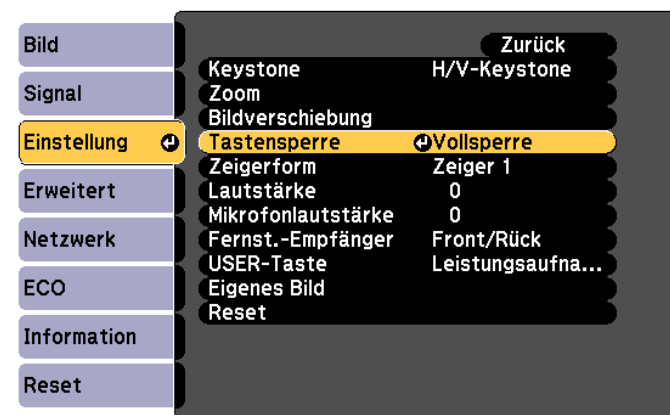 Bild
Signal
Einstellung
Erweitert
Netzwerk
ECO
Information
Reset
Zurück
Keystone H/V-Keystone
Zoom
Bildverschiebung
Tastensperre Vollsperre
Zeigerform Zeiger 1
Lautstärke 0
Mikrofonlautstärke 0
Fernst.-Empfänger Front/Rück
USER-Taste Leistungsaufna...
Eigenes Bild
Reset